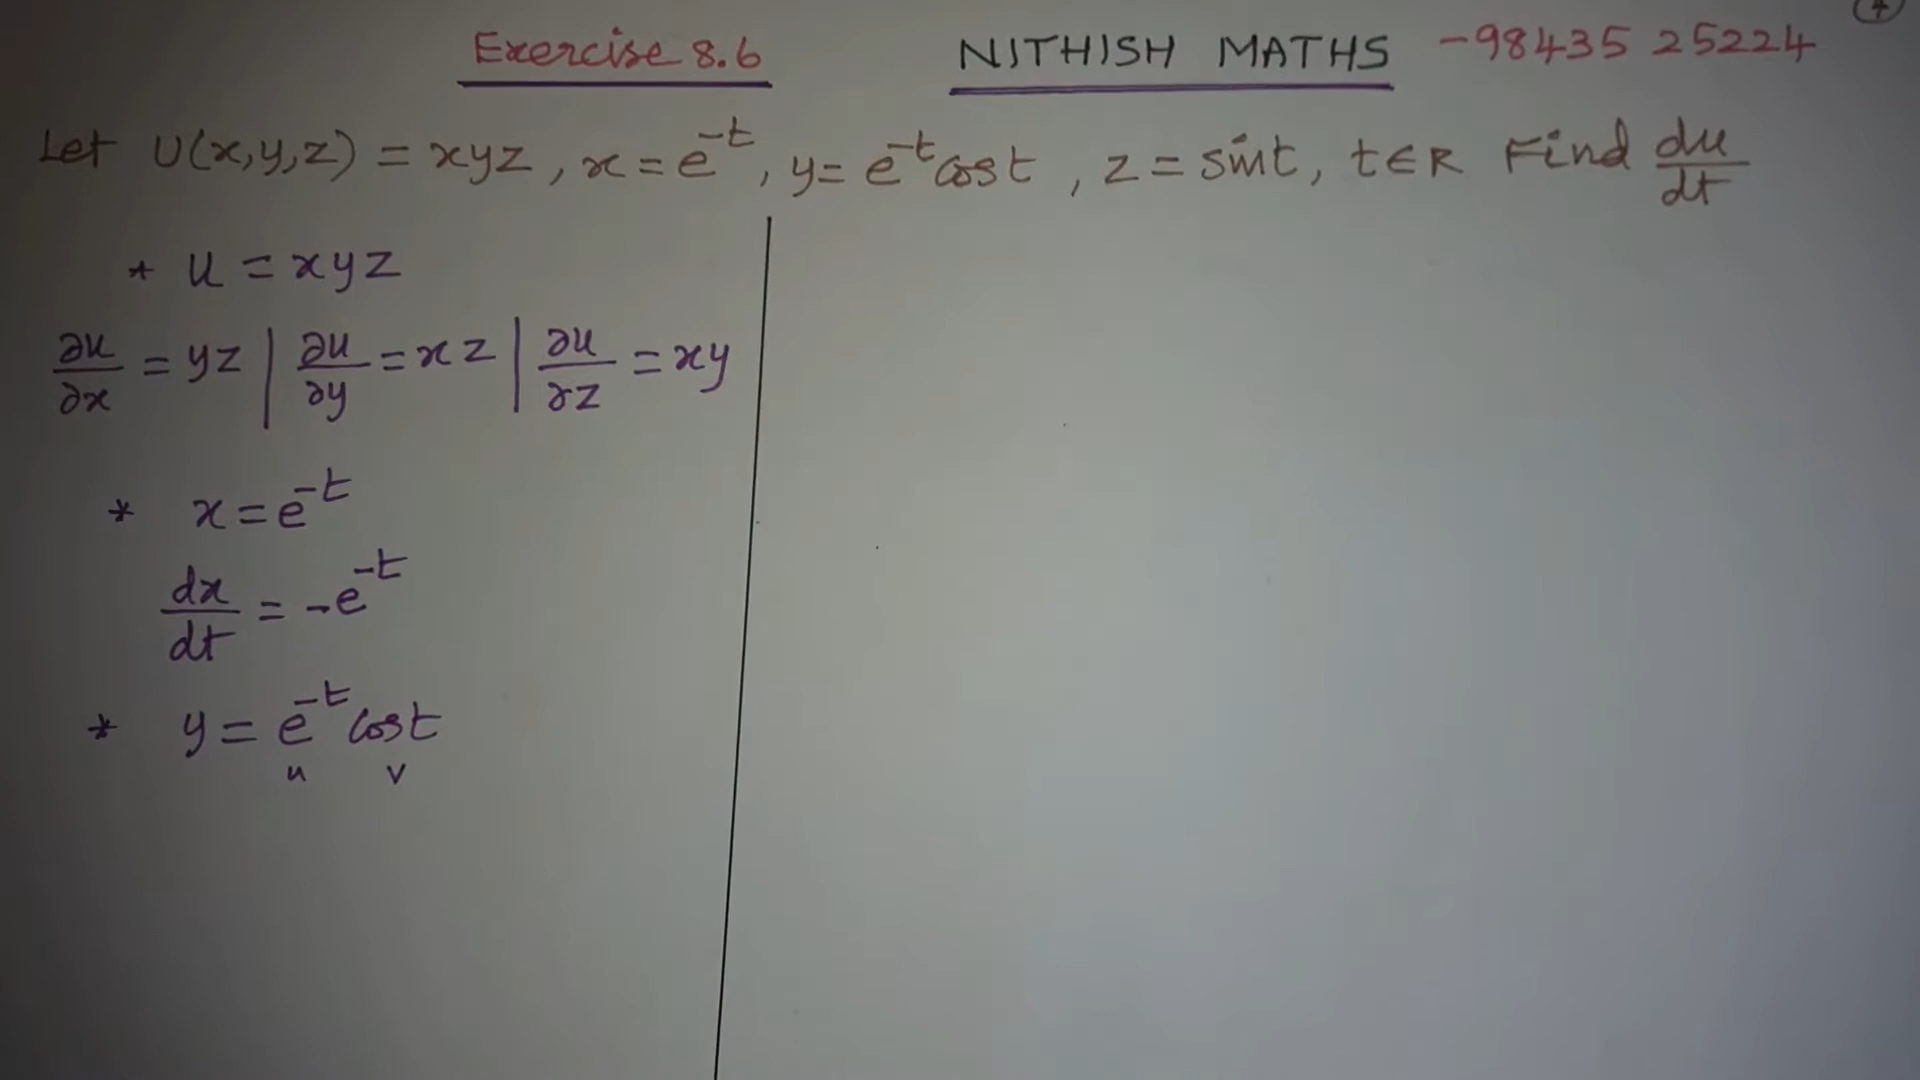 Exercise 8.6 NITHISH MATHS - 98435 25224
Let U(x,y,z) = xyz, x = e^-t, y = e^-t cost, z = sint, t∈R Find du/dt
* u = xyz
∂u/∂x = yz | ∂u/∂y = xz | ∂u/∂z = xy
* x = e^-t
dx/dt = -e^-t
* y = e^-t cost
u v